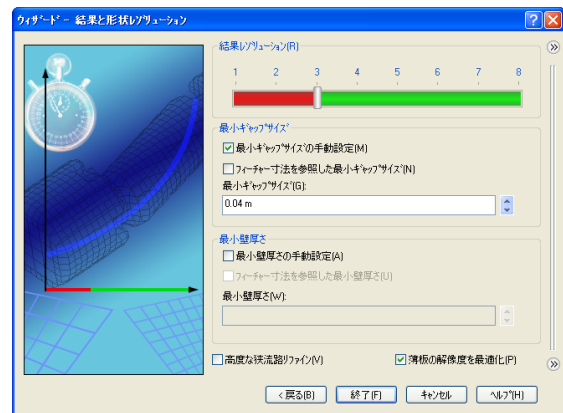 ウィザード - 結果と形状レゾリューション
結果レゾリューション(R)
1 2 3 4 5 6 7 8
最小ギャップサイズ
最小ギャップサイズの手動設定(M)
フィーチャー寸法を参照した最小ギャップサイズ(N)
最小ギャップサイズ(G):
0.04 m
最小壁厚さ
最小壁厚さの手動設定(A)
フィーチャー寸法を参照した最小壁厚さ(U)
最小壁厚さ(W):
高度な狭流路リファイン(V)
薄板の解像度を最適化(P)
< 戻る(B)
終了(F)
キャンセル
ヘルプ(H)